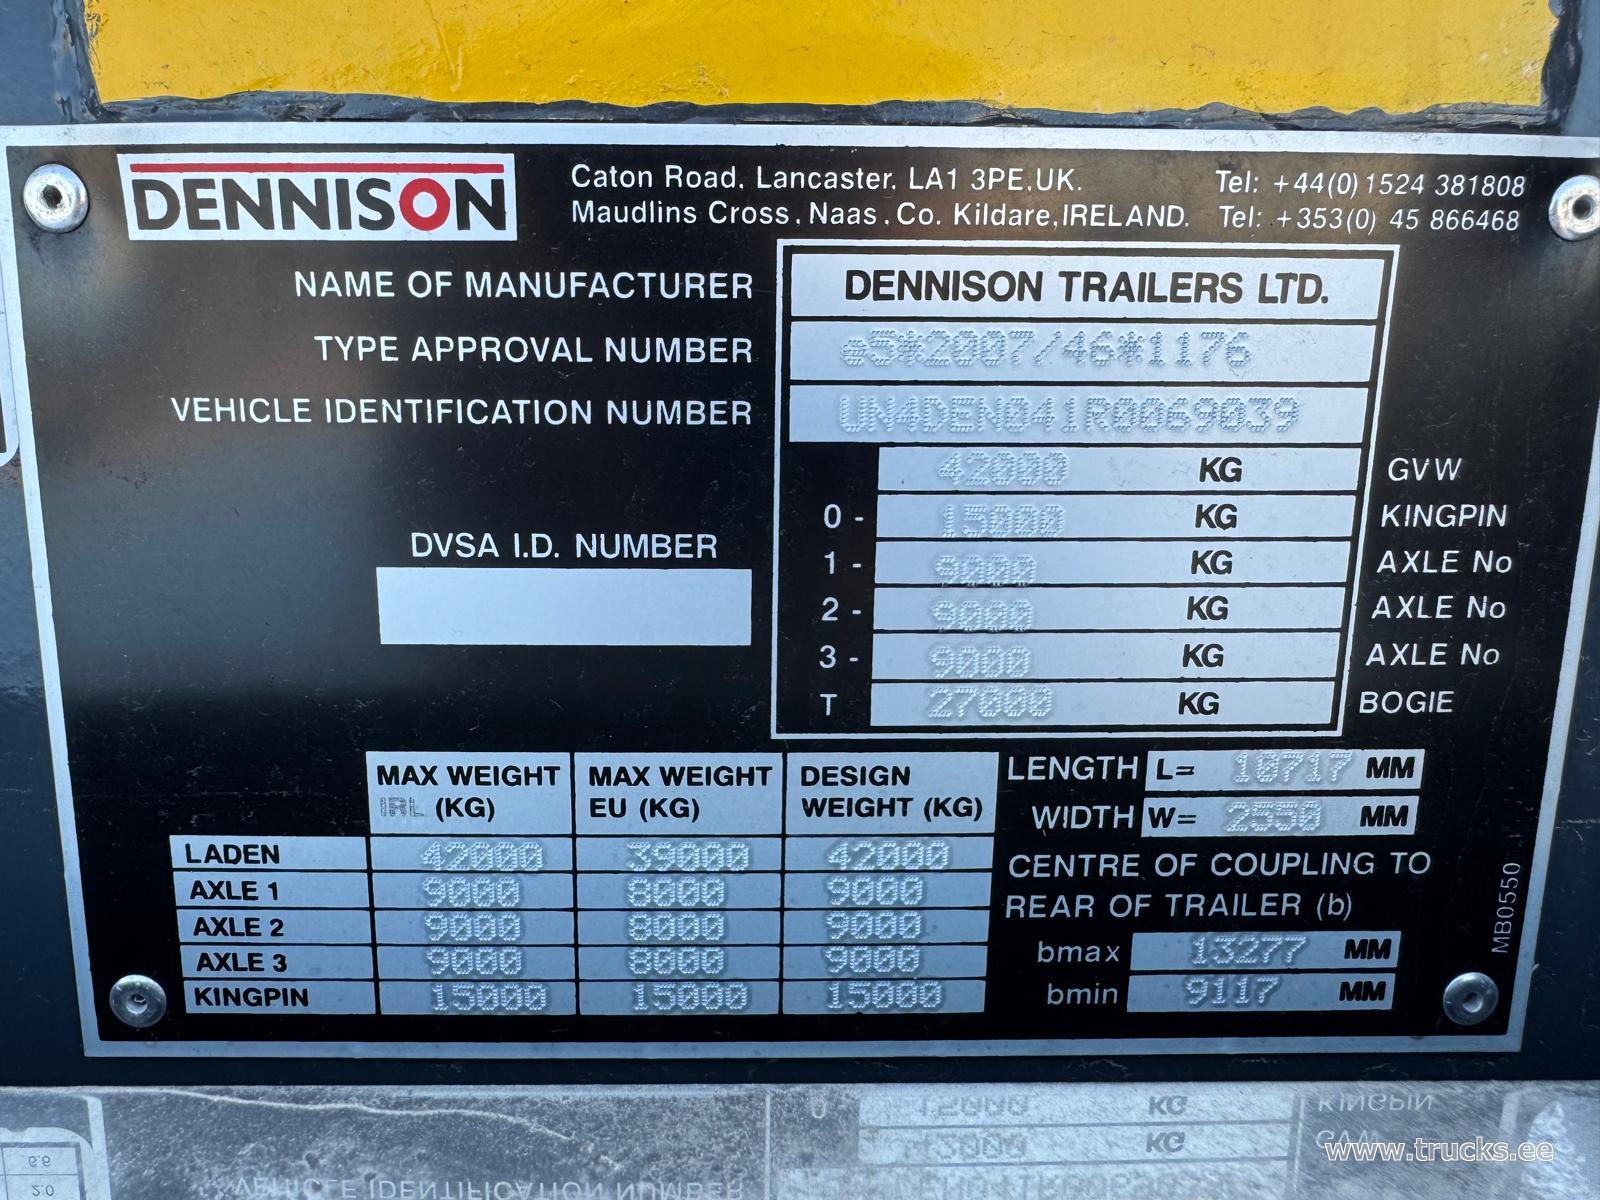 DENNISON
Caton Road, Lancaster. LA1 3PE,UK. Tel: +44(0)1524 381808
Maudlins Cross, Naas, Co. Kildare, IRELAND. Tel: +353(0) 45 866468
NAME OF MANUFACTURER DENNISON TRAILERS LTD.
TYPE APPROVAL NUMBER e5*2007/46*1176
VEHICLE IDENTIFICATION NUMBER UN4DEN041R0069039
42000 KG GVW
0 - 15000 KG KINGPIN
DVSA I.D. NUMBER
1 - 9000 KG AXLE No
2 - 9000 KG AXLE No
3 - 9000 KG AXLE No
T 27000 KG BOGIE
MAX WEIGHT IRL (KG) MAX WEIGHT EU (KG) DESIGN WEIGHT (KG)
LADEN 42000 39000 42000
AXLE 1 9000 8000 9000
AXLE 2 9000 8000 9000
AXLE 3 9000 8000 9000
KINGPIN 15000 15000 15000
LENGTH L= 10717 MM
WIDTH W= 2550 MM
CENTRE OF COUPLING TO
REAR OF TRAILER (b)
bmax 13277 MM
bmin 9117 MM
MB0550
www.trucks.ee